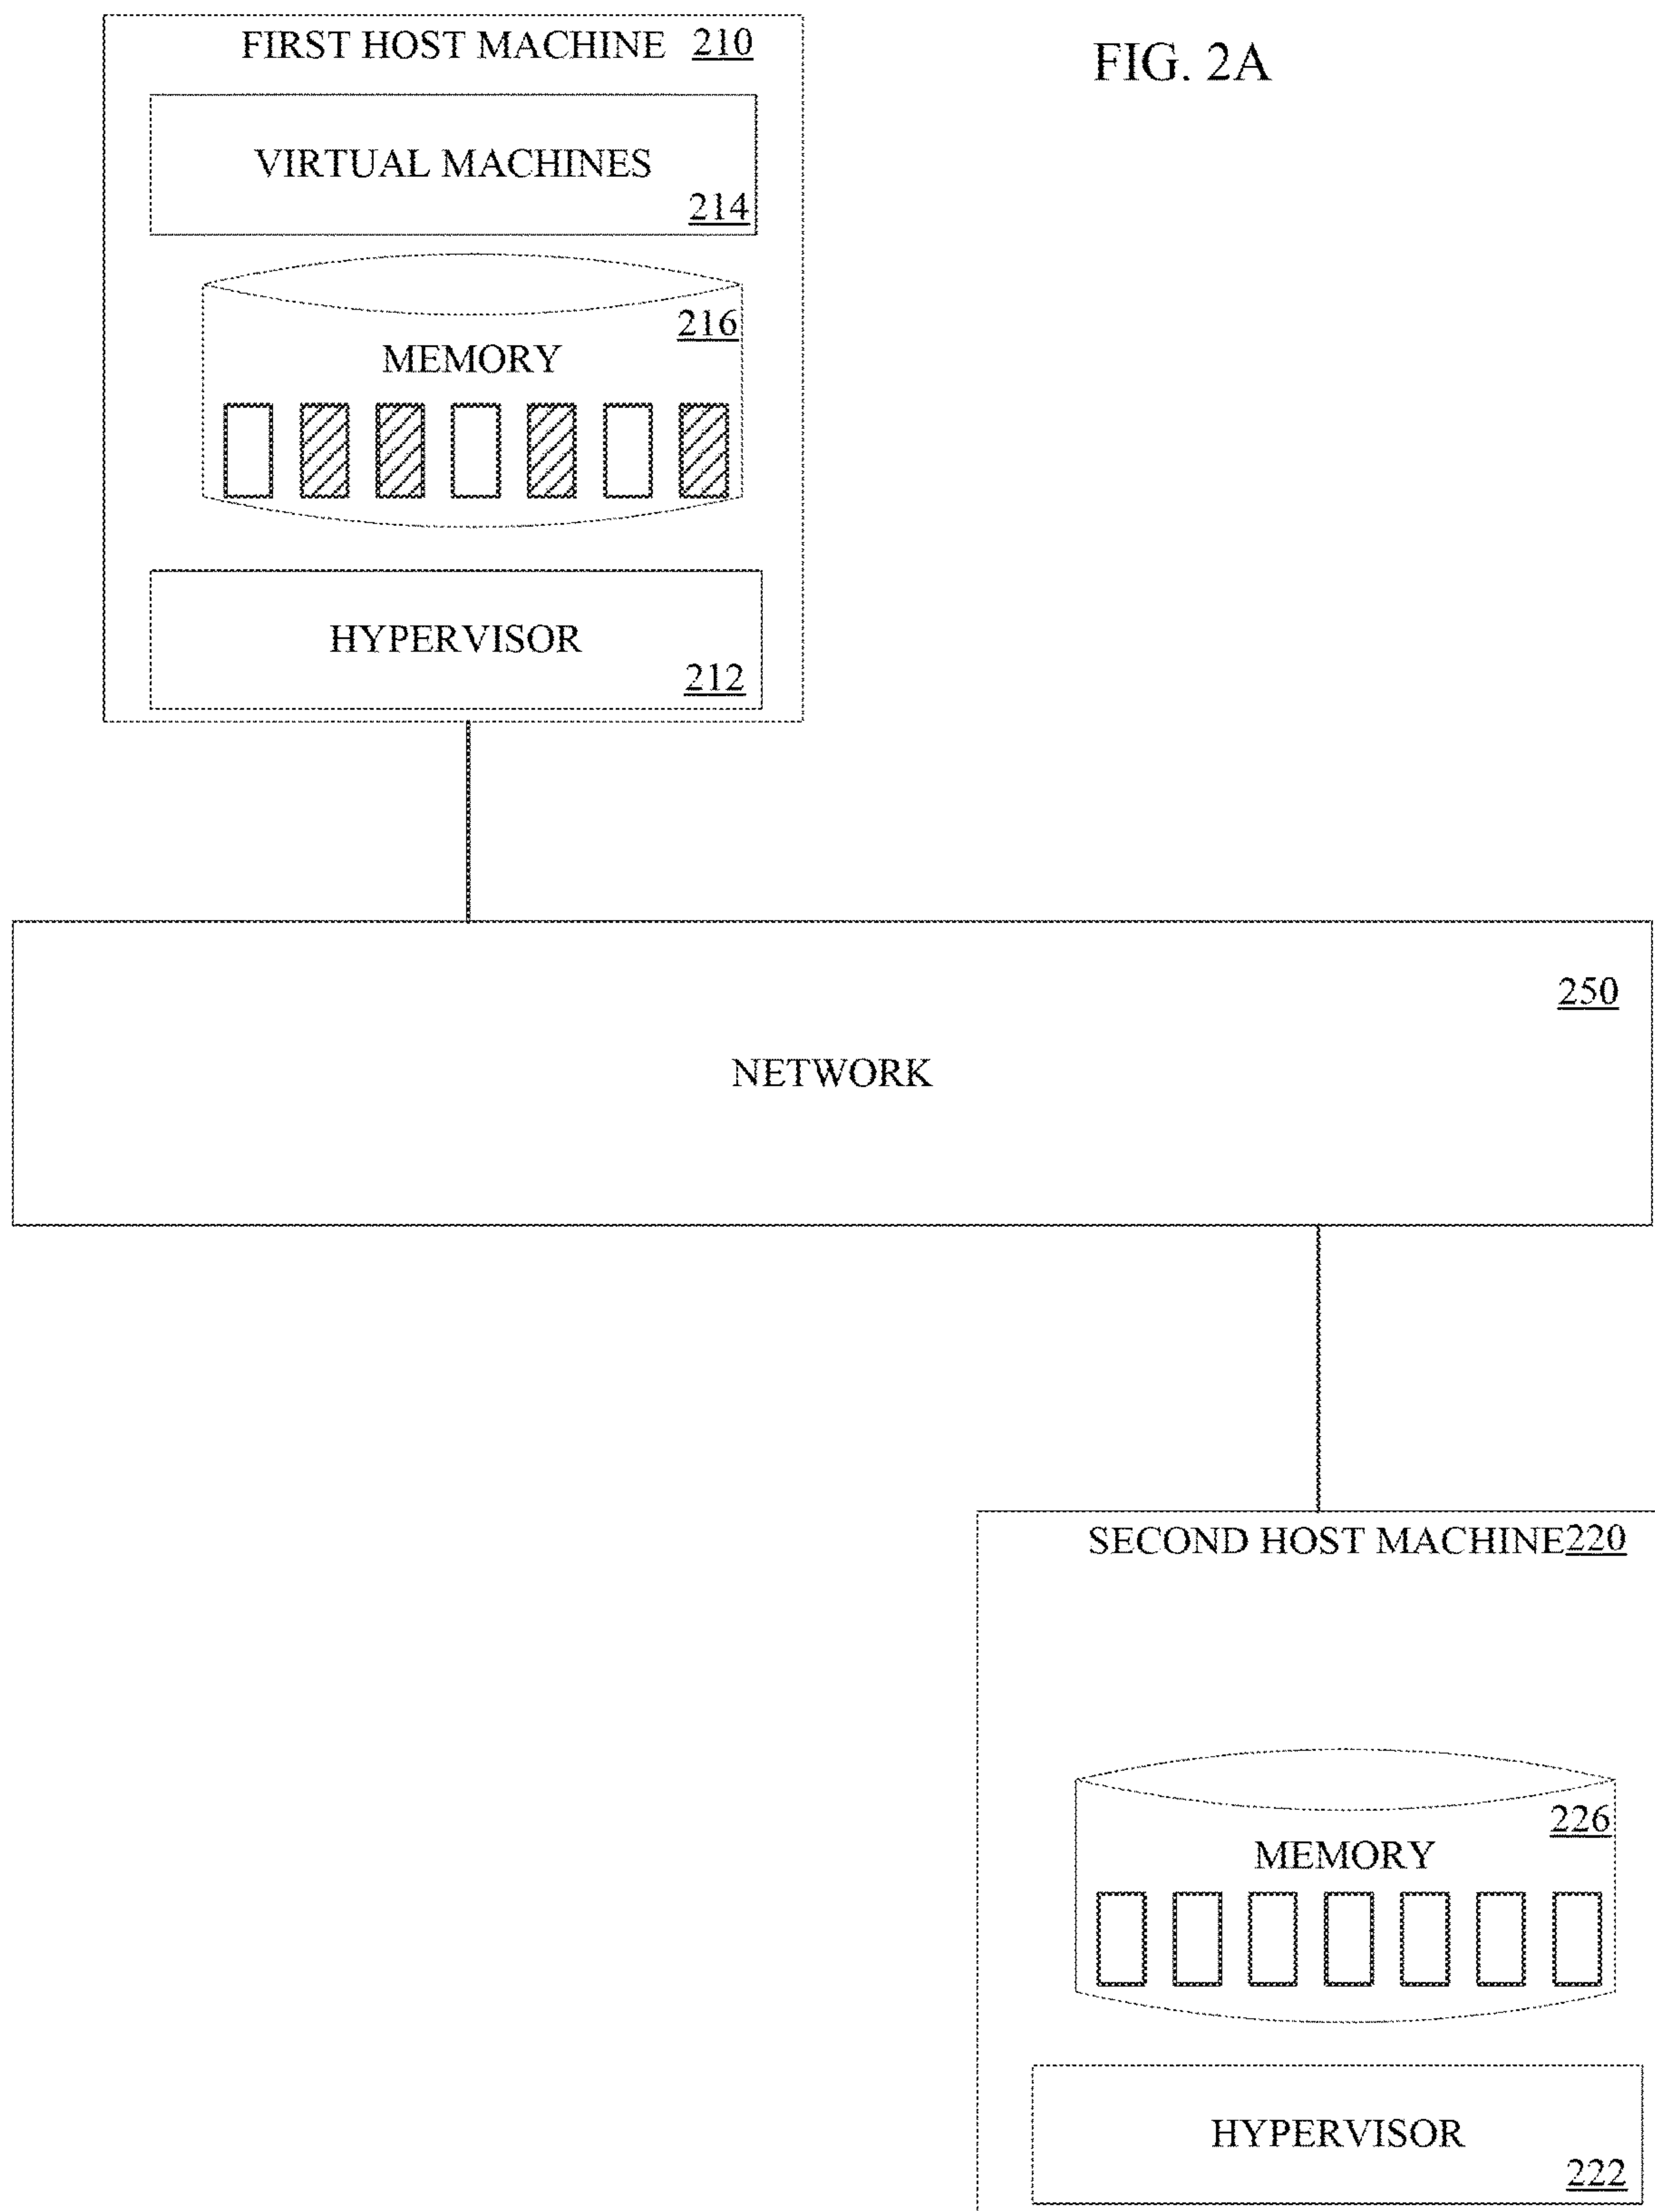 FIRST HOST MACHINE 210
FIG. 2A
VIRTUAL MACHINES
214
216
MEMORY
HYPERVISOR
212
250
NETWORK
SECOND HOST MACHINE220
226
MEMORY
HYPERVISOR
222